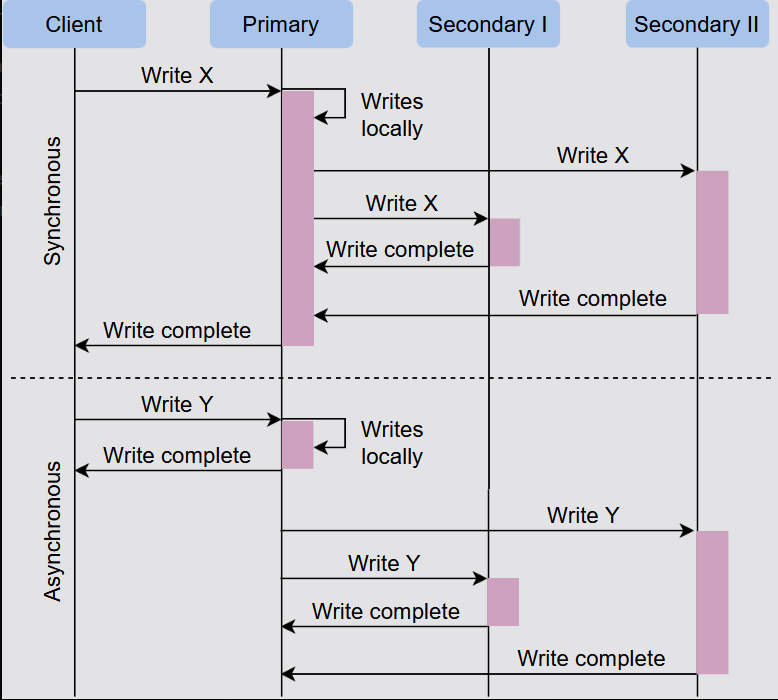 Client
Primary
Secondary I
Secondary II
Synchronous
Write X
Writes
locally
Write X
Write X
Write complete
Write complete
Write complete
Asynchronous
Write Y
Writes
locally
Write complete
Write Y
Write Y
Write complete
Write complete